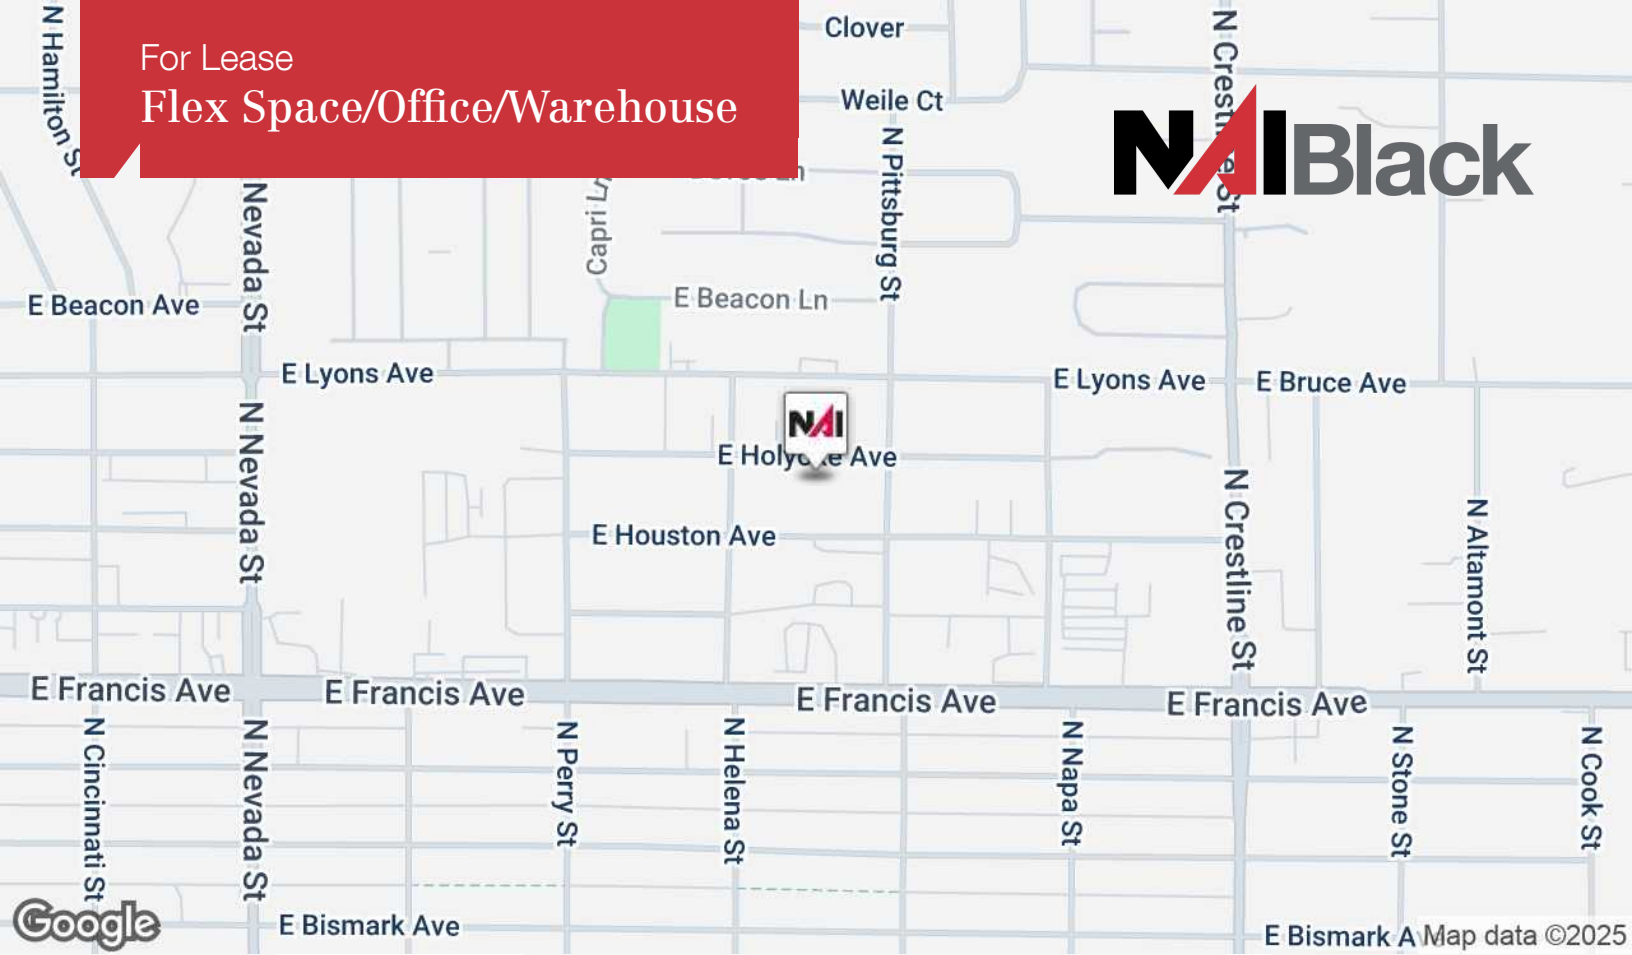 For Lease
Flex Space/Office/Warehouse
NAIBlack
N Hamilton St
Clover
Weile Ct
N Crestline St
N Pittsburg St
Capri Ln
N Nevada St
E Beacon Ave
E Beacon Ln
E Lyons Ave
E Lyons Ave
E Bruce Ave
NAI
E Holyoke Ave
N Nevada St
N Crestline St
N Altamont St
E Houston Ave
E Francis Ave
E Francis Ave
E Francis Ave
E Francis Ave
N Cincinnati St
N Nevada St
N Perry St
N Helena St
N Napa St
N Stone St
N Cook St
Google
E Bismark Ave
E Bismark A
Map data ©2025